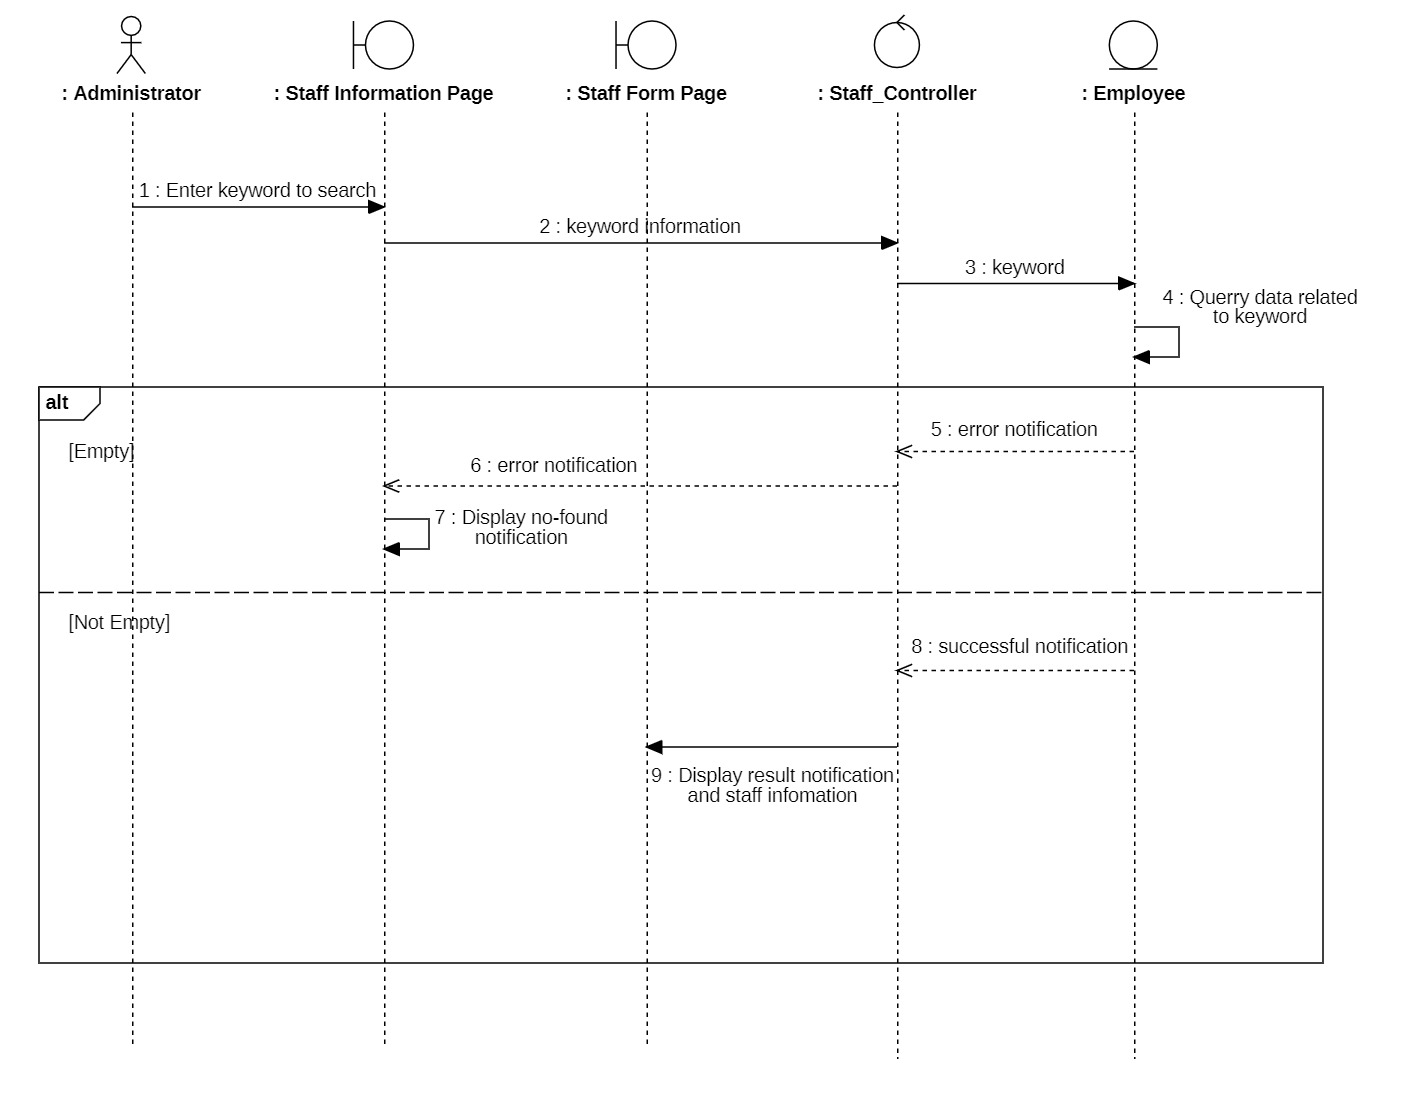 : Administrator
: Staff Information Page
: Staff Form Page
: Staff_Controller
: Employee
1 : Enter keyword to search
2 : keyword information
3 : keyword
4 : Querry data related
to keyword
alt
[Empty]
5 : error notification
6 : error notification
7 : Display no-found
notification
[Not Empty]
8 : successful notification
9 : Display result notification
and staff infomation